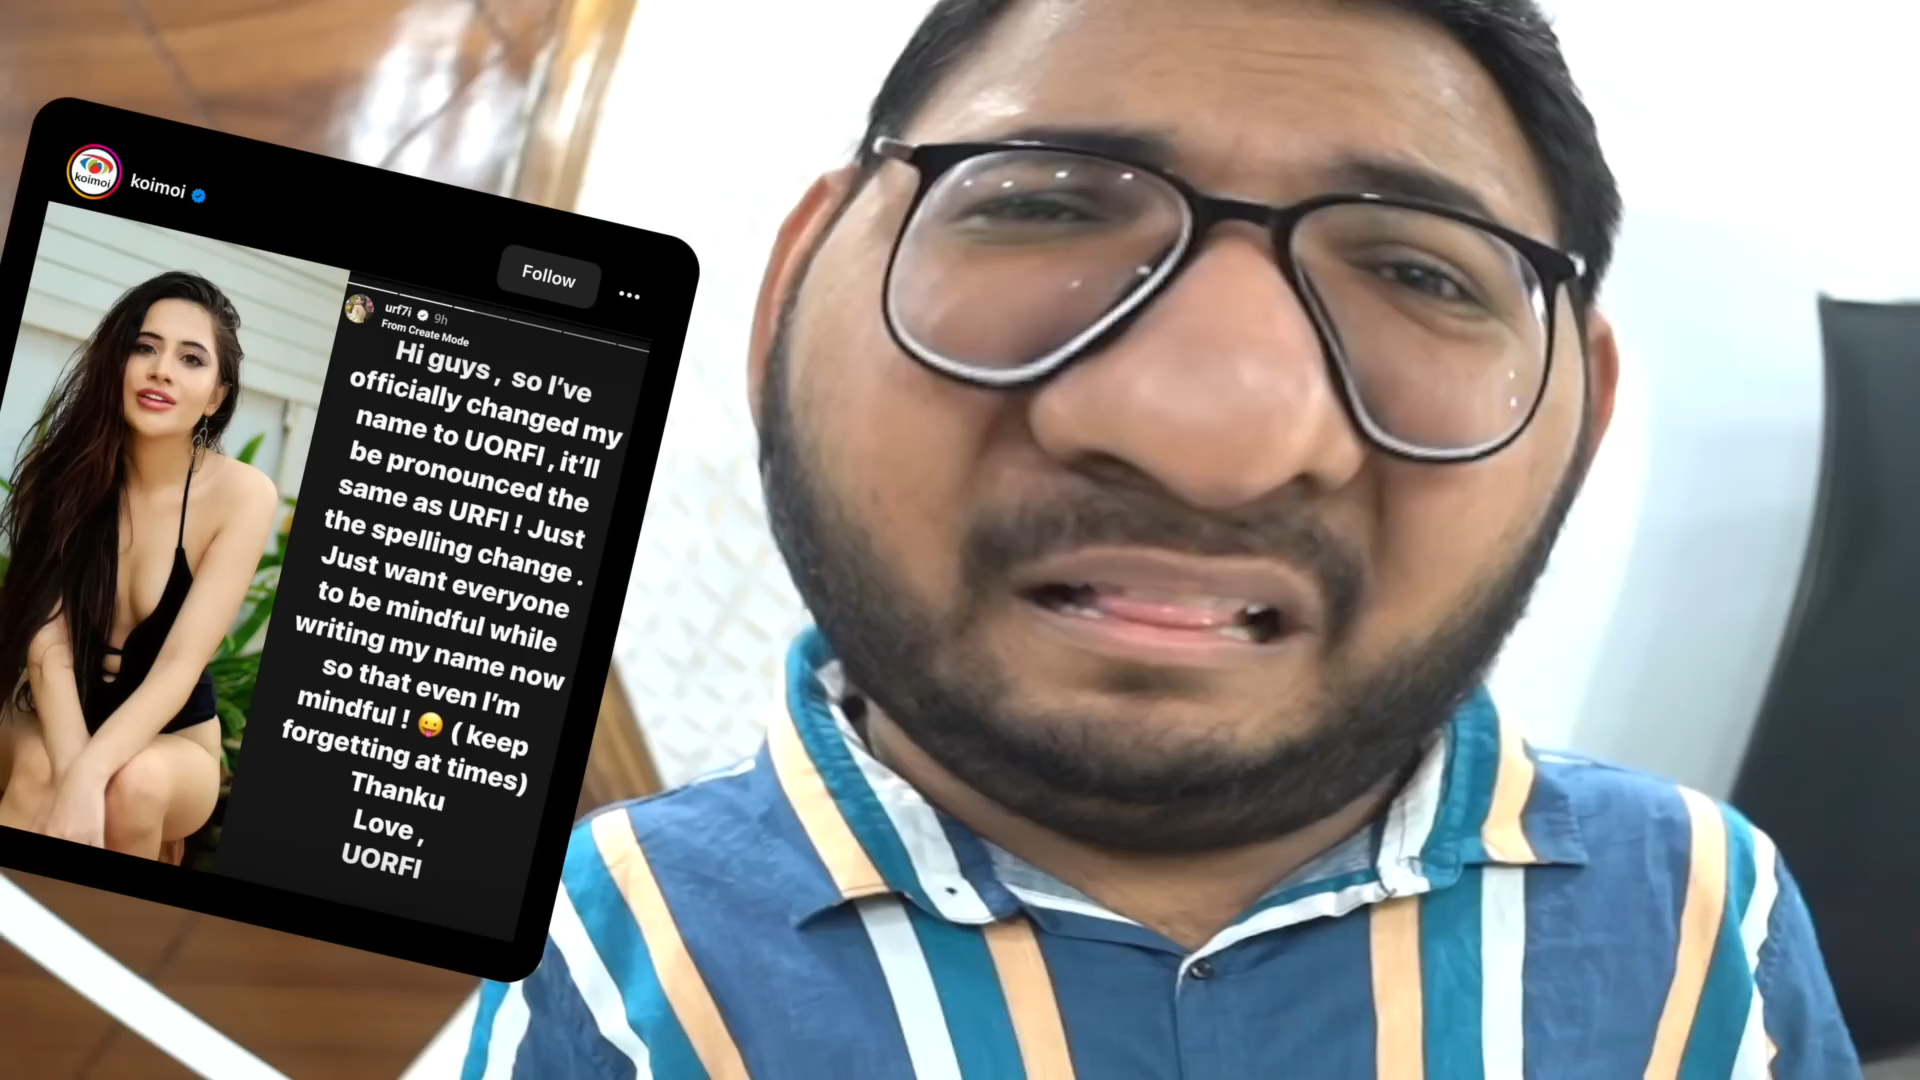 koimoi
koimoi
Follow
urf7i 9h
From Create Mode
Hi guys , so I've
officially changed my
name to UORFI , it'll
be pronounced the
same as URFI ! Just
the spelling change .
Just want everyone
to be mindful while
writing my name now
so that even I'm
mindful ! 😛 ( keep
forgetting at times)
Thanku
Love ,
UORFI